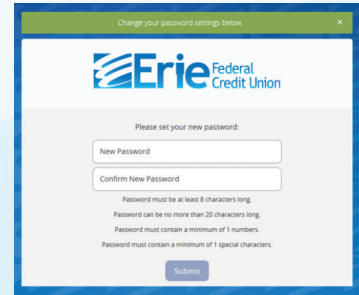 Change your password settings below.
×
Erie Federal
Credit Union
Please set your new password:
New Password
Confirm New Password
Password must be at least 8 characters long.
Password can be no more than 20 characters long.
Password must contain a minimum of 1 numbers.
Password must contain a minimum of 1 special characters.
Submit